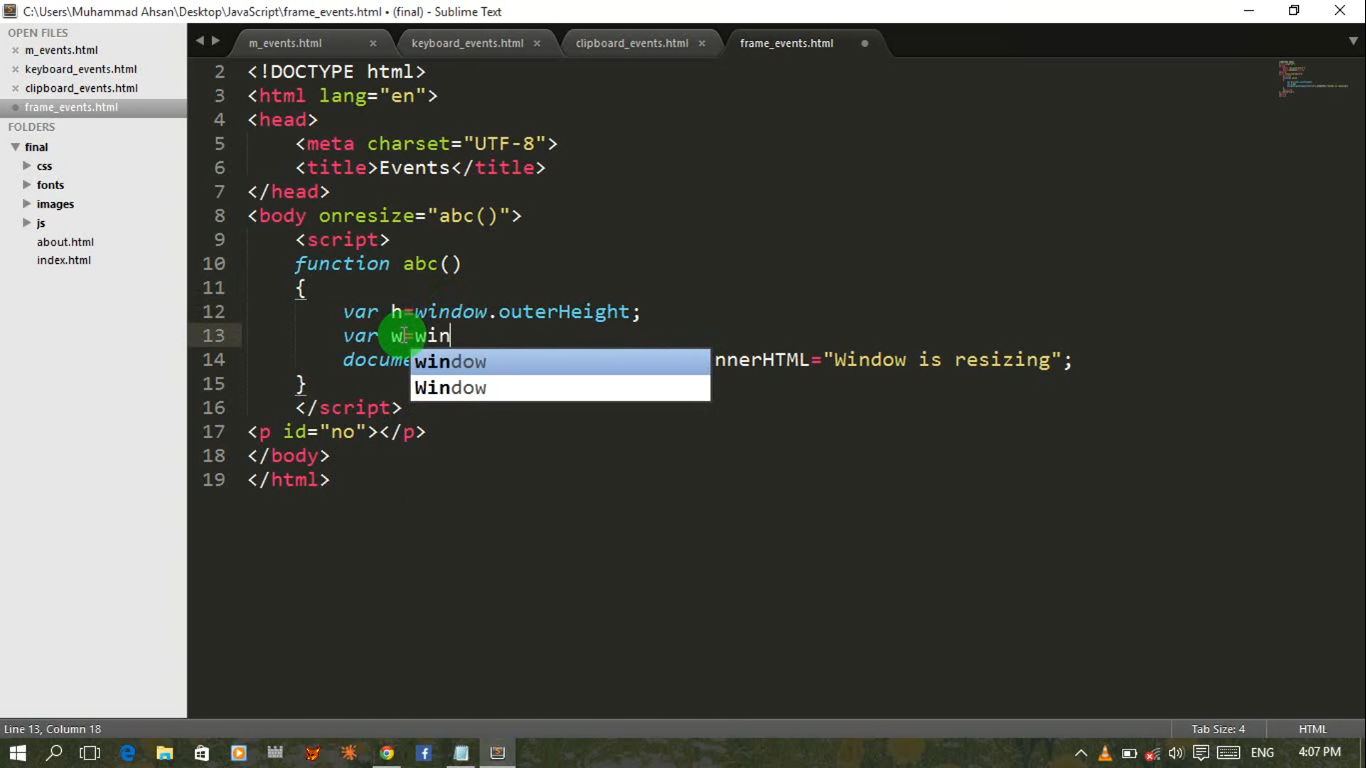 C:\Users\Muhammad Ahsan\Desktop\JavaScript\frame_events.html • (final) - Sublime Text
OPEN FILES
m_events.html
keyboard_events.html
clipboard_events.html
frame_events.html
FOLDERS
final
css
fonts
images
js
about.html
index.html
m_events.html
keyboard_events.html
clipboard_events.html
frame_events.html
2 <!DOCTYPE html>
3 <html lang="en">
4 <head>
5 <meta charset="UTF-8">
6 <title>Events</title>
7 </head>
8 <body onresize="abc()">
9 <script>
10 function abc()
11 {
12 var h=window.outerHeight;
13 var w=win
window
Window
14 docume nnerHTML="Window is resizing";
15 }
16 </script>
17 <p id="no"></p>
18 </body>
19 </html>
Line 13, Column 18
Tab Size: 4
HTML
ENG
4:07 PM